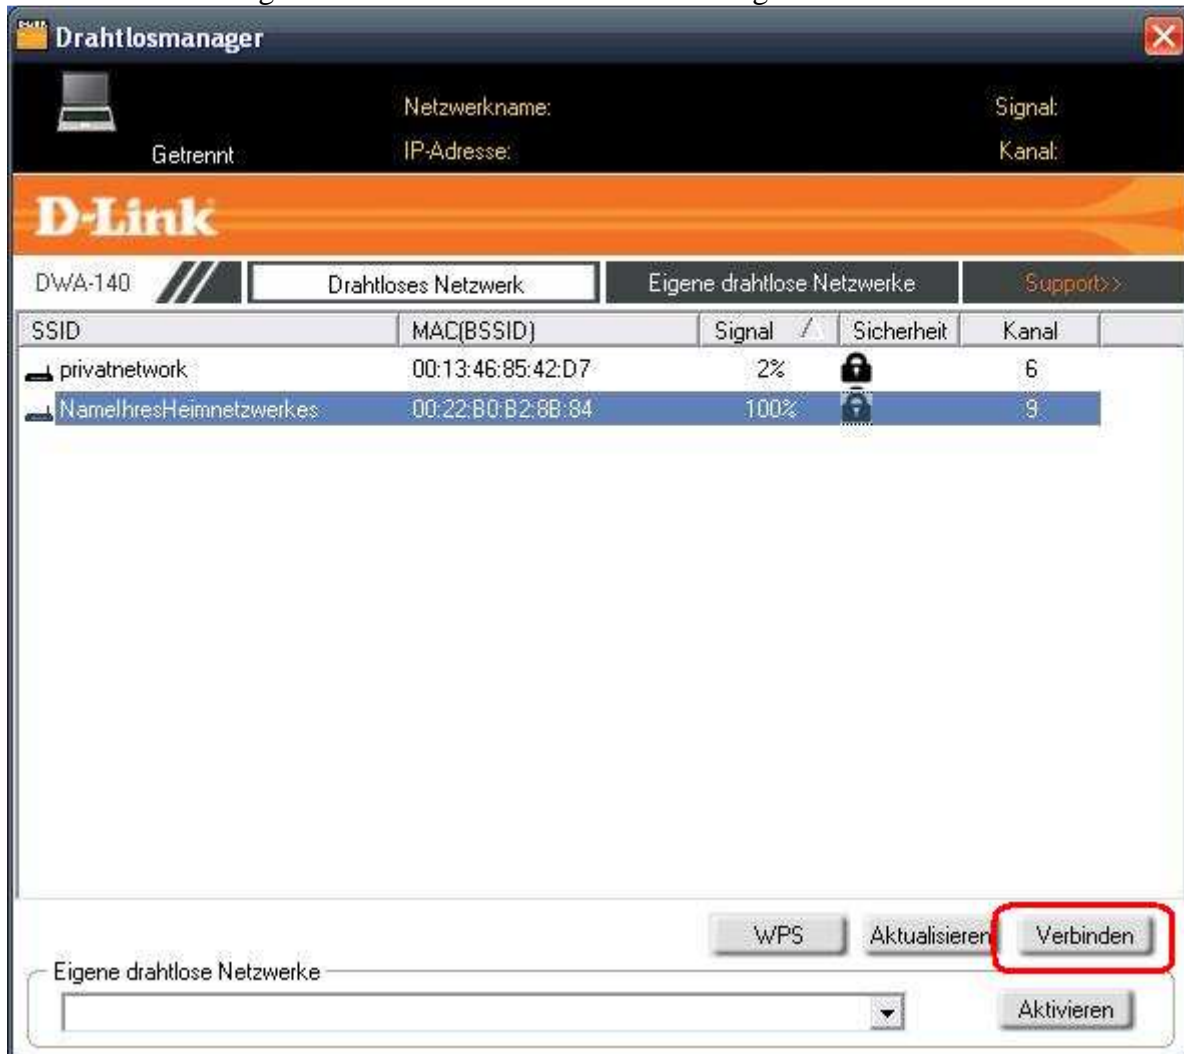 Drahtlosmanager
Netzwerkname: Signal:
Getrennt IP-Adresse: Kanal:
D-Link
DWA-140 Drahtloses Netzwerk Eigene drahtlose Netzwerke Support>>
SSID MAC(BSSID) Signal Sicherheit Kanal
privatnetwork 00:13:46:85:42:D7 2% 6
NameIhresHeimnetzwerkes 00:22:B0:B2:8B:84 100% 9
WPS Aktualisieren Verbinden
Eigene drahtlose Netzwerke
Aktivieren